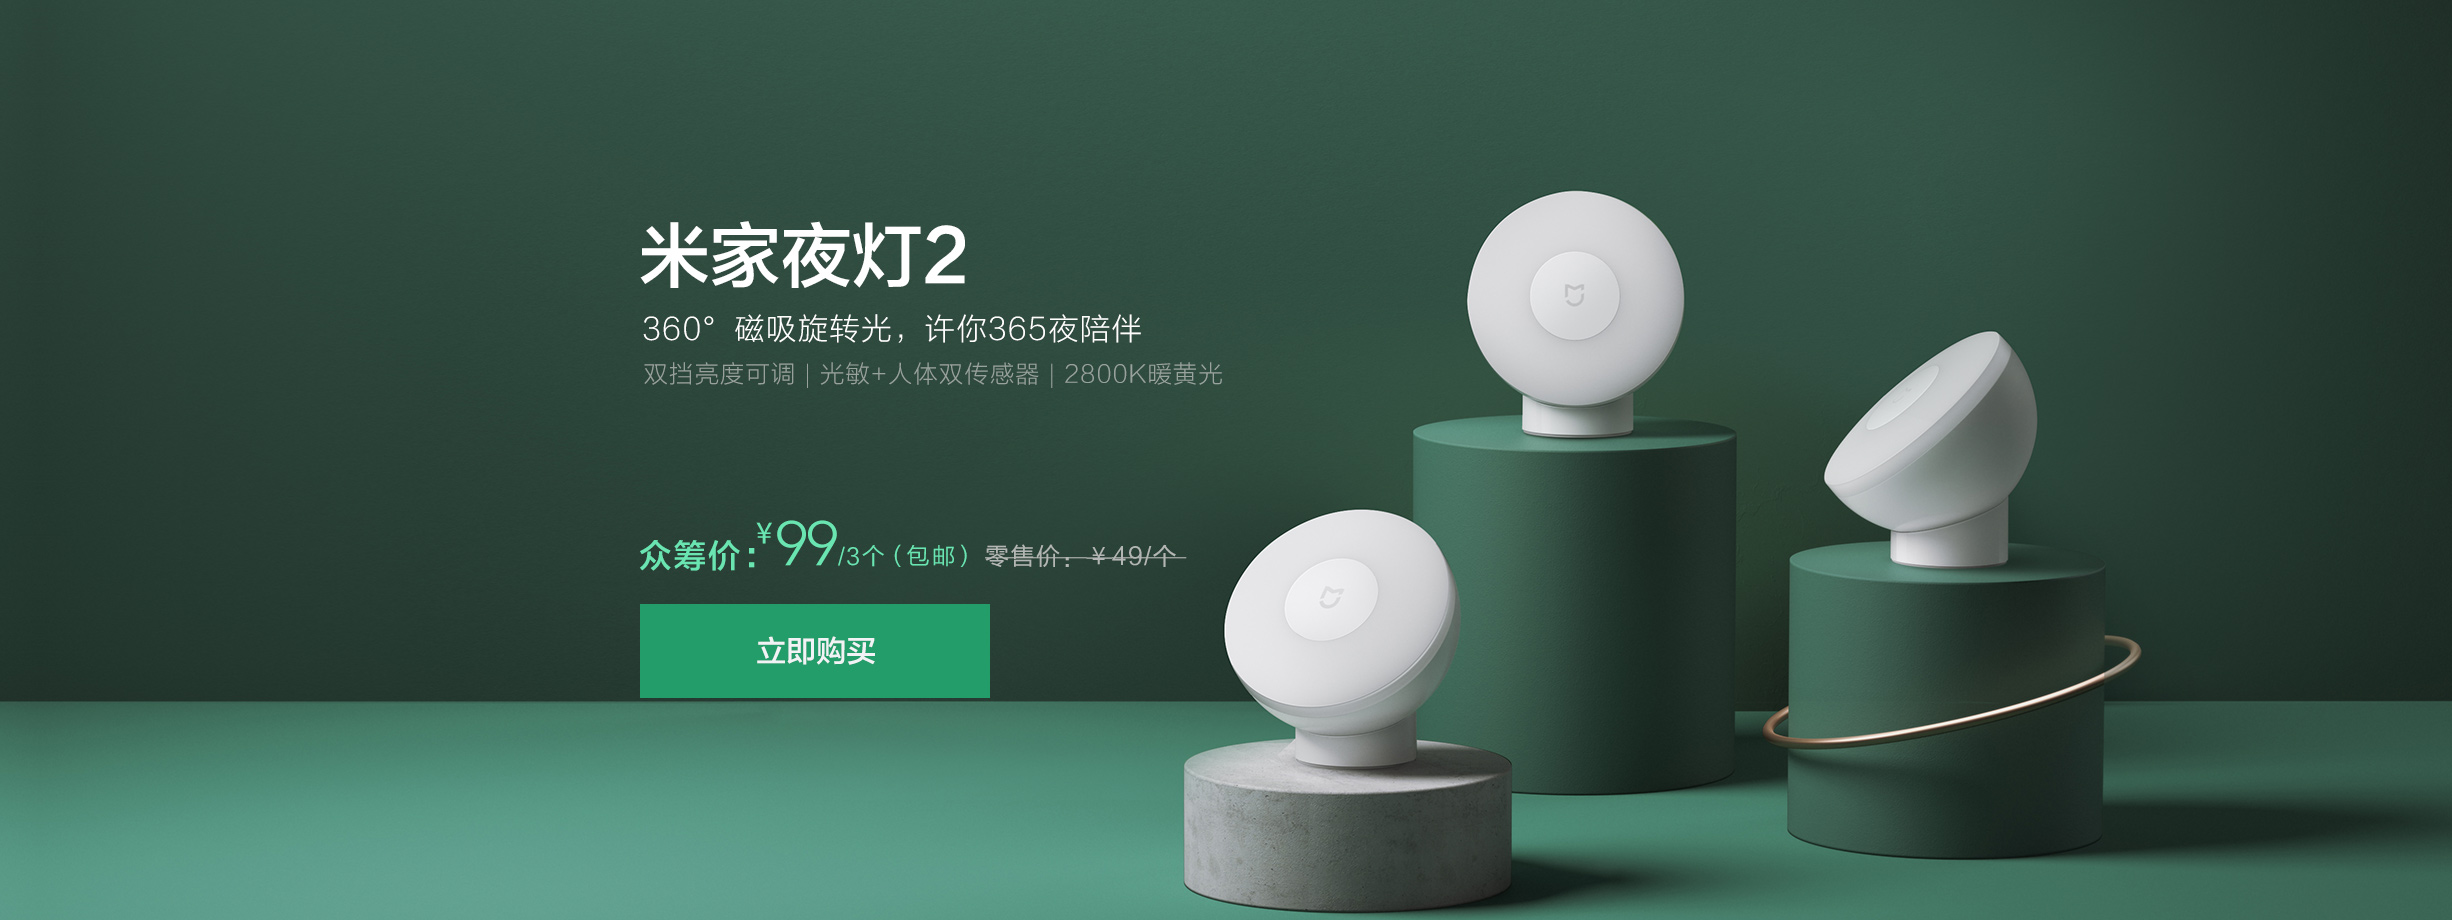 米家夜灯2
360°磁吸旋转光，许你365夜陪伴
双挡亮度可调 | 光敏+人体双传感器 | 2800K暖黄光
众筹价：¥99/3个（包邮）零售价：¥49/个
立即购买